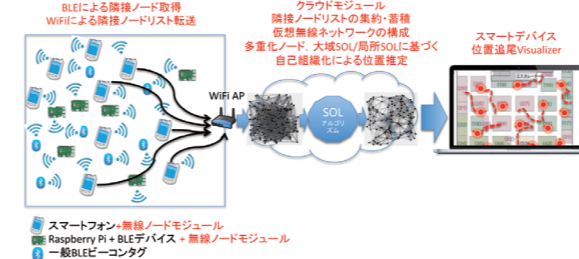 BLEによる隣接ノード取得
WiFiによる隣接ノードリスト転送
クラウドモジュール
隣接ノードリストの集約・蓄積
仮想無線ネットワークの構成
多重化ノード，大域SOL/局所SOLに基づく
自己組織化による位置推定
スマートデバイス
位置追尾Visualizer
WiFi AP
SOL
アルゴリ
ズム
スマートフォン+無線ノードモジュール
Raspberry Pi + BLEデバイス + 無線ノードモジュール
一般BLEビーコンタグ